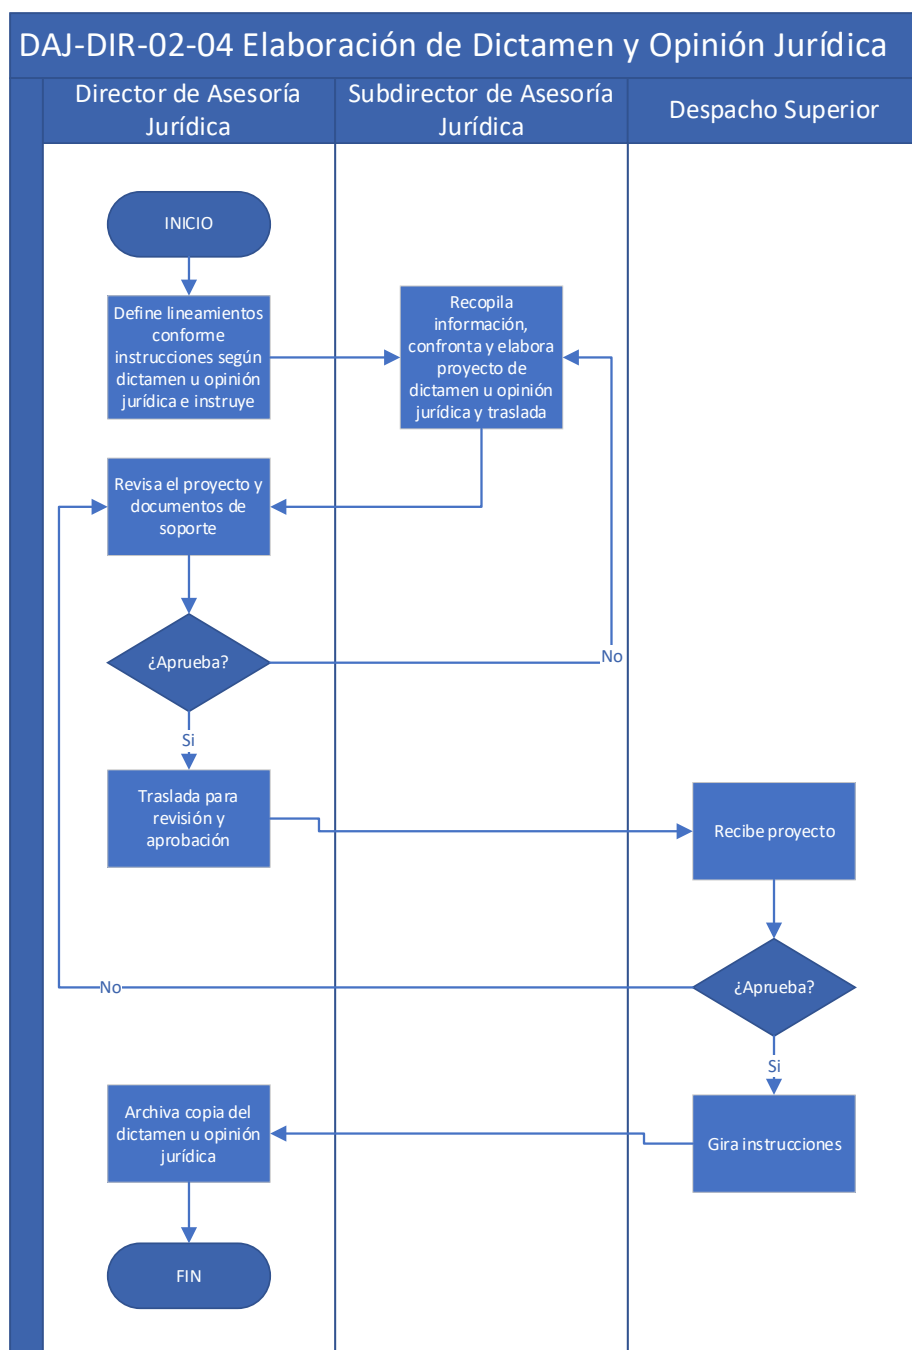 DAJ-DIR-02-04 Elaboración de Dictamen y Opinión Jurídica
Director de Asesoría
Jurídica
Subdirector de Asesoría
Jurídica
Despacho Superior
INICIO
Define lineamientos
conforme
instrucciones según
dictamen u opinión
jurídica e instruye
Recopila
información,
confronta y elabora
proyecto de
dictamen u opinión
jurídica y traslada
Revisa el proyecto y
documentos de
soporte
¿Aprueba?
No
Si
Traslada para
revisión y
aprobación
Recibe proyecto
¿Aprueba?
No
Si
Gira instrucciones
Archiva copia del
dictamen u opinión
jurídica
FIN